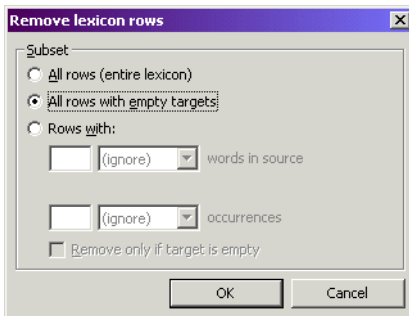 Remove lexicon rows
Subset
All rows (entire lexicon)
All rows with empty targets
Rows with:
(ignore) words in source
(ignore) occurrences
Remove only if target is empty
OK Cancel